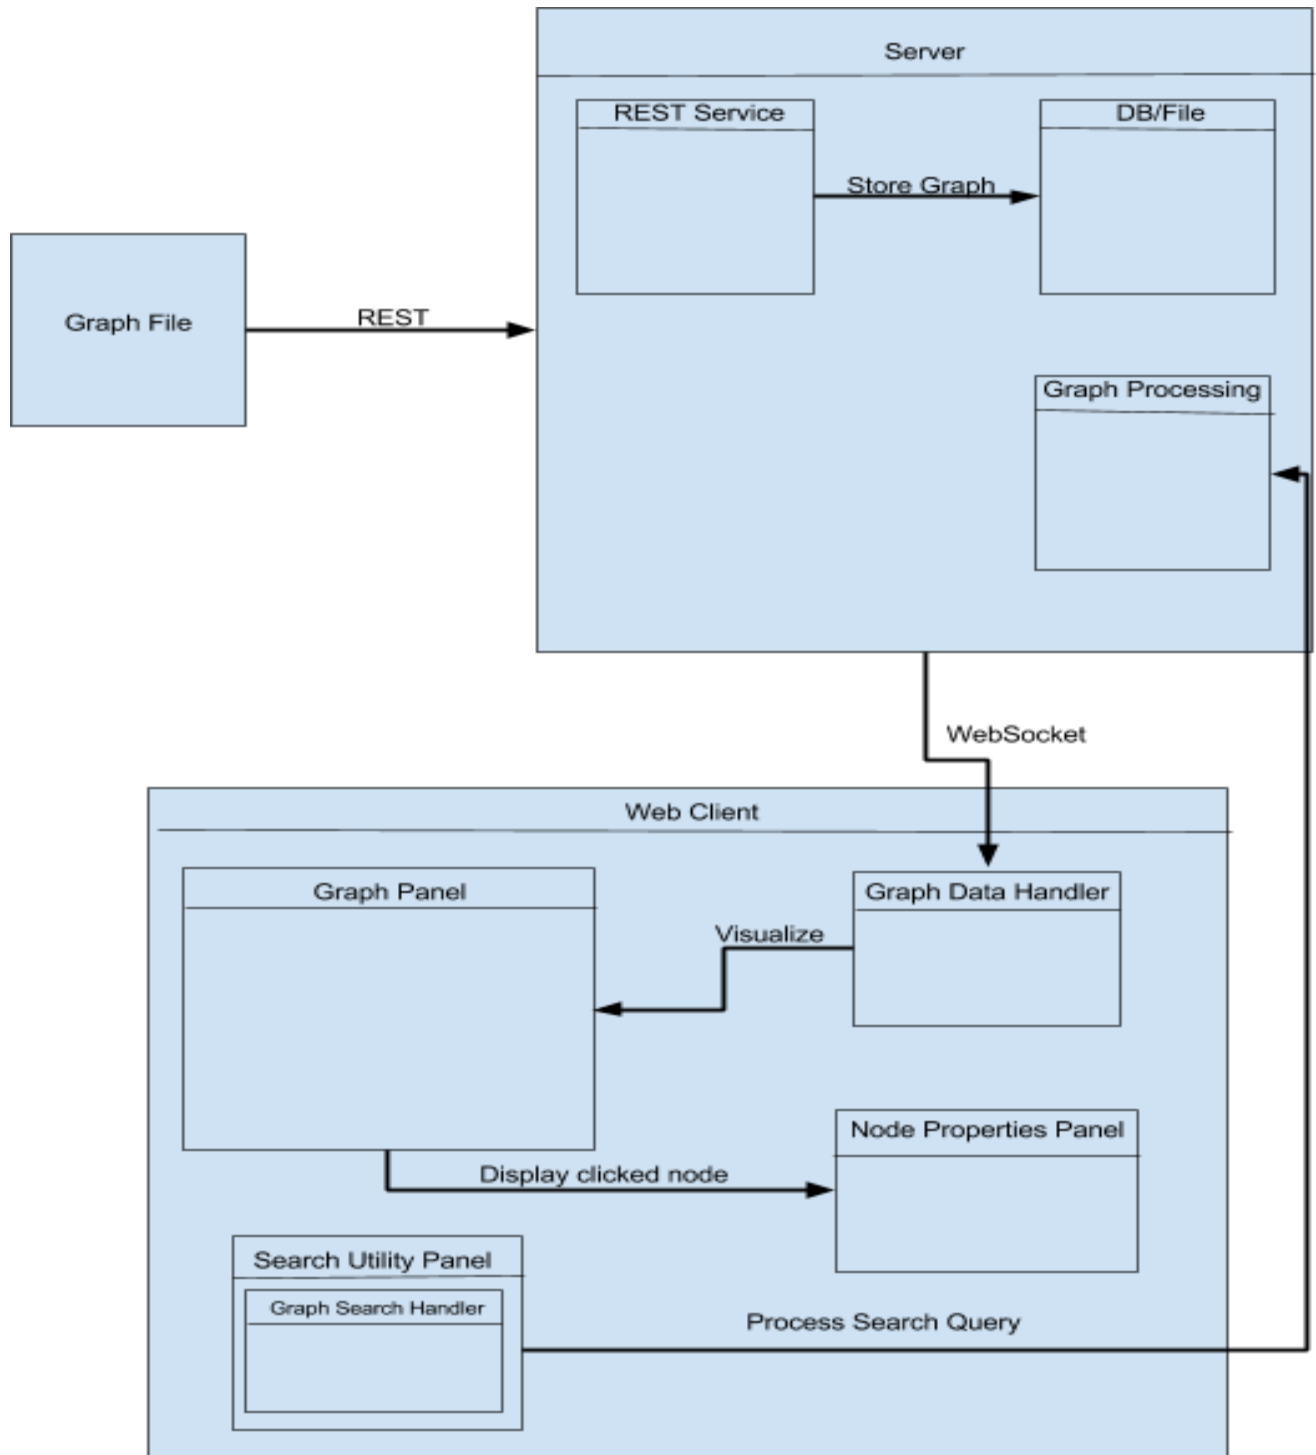 Server
REST Service
DB/File
Store Graph
Graph File
REST
Graph Processing
WebSocket
Web Client
Graph Panel
Graph Data Handler
Visualize
Node Properties Panel
Display clicked node
Search Utility Panel
Graph Search Handler
Process Search Query